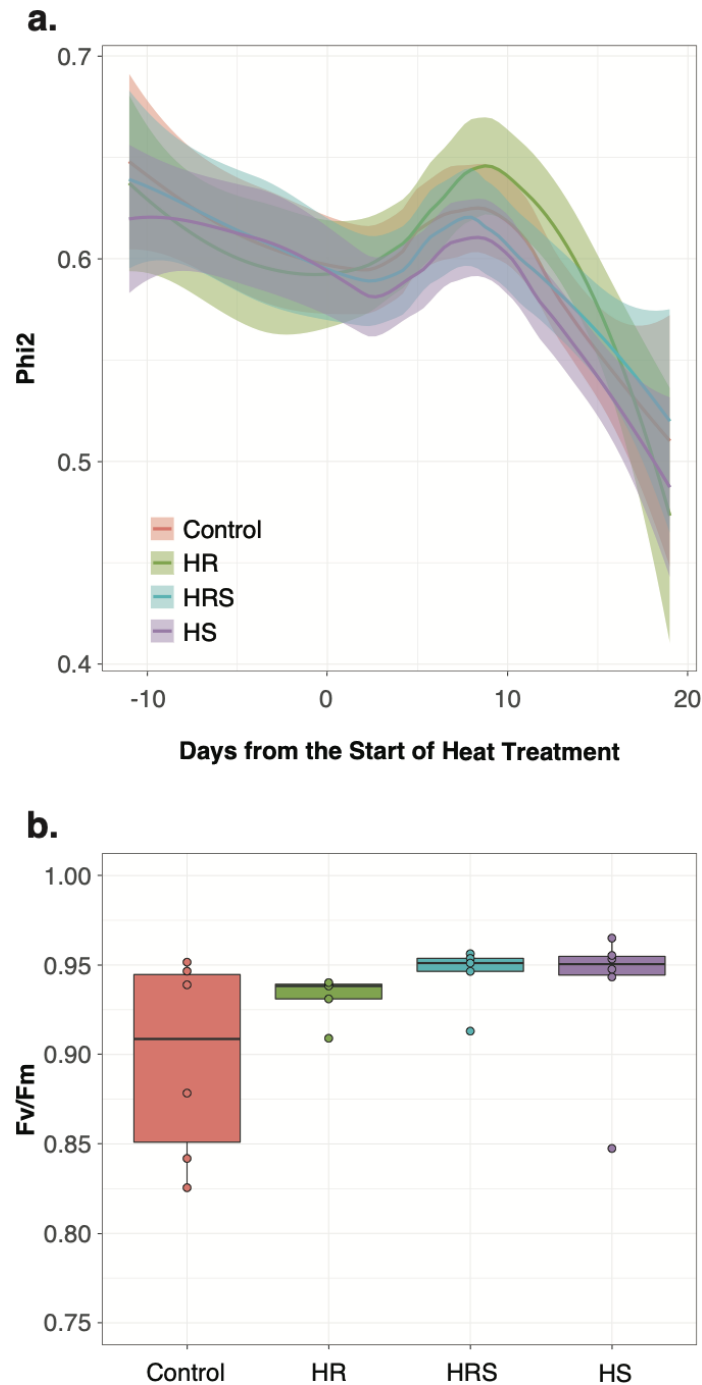 a.
0.7
0.6
0.5
0.4
Phi2
Control
HR
HRS
HS
-10 0 10 20
Days from the Start of Heat Treatment
b.
1.00
0.95
0.90
0.85
0.80
0.75
Fv/Fm
Control HR HRS HS